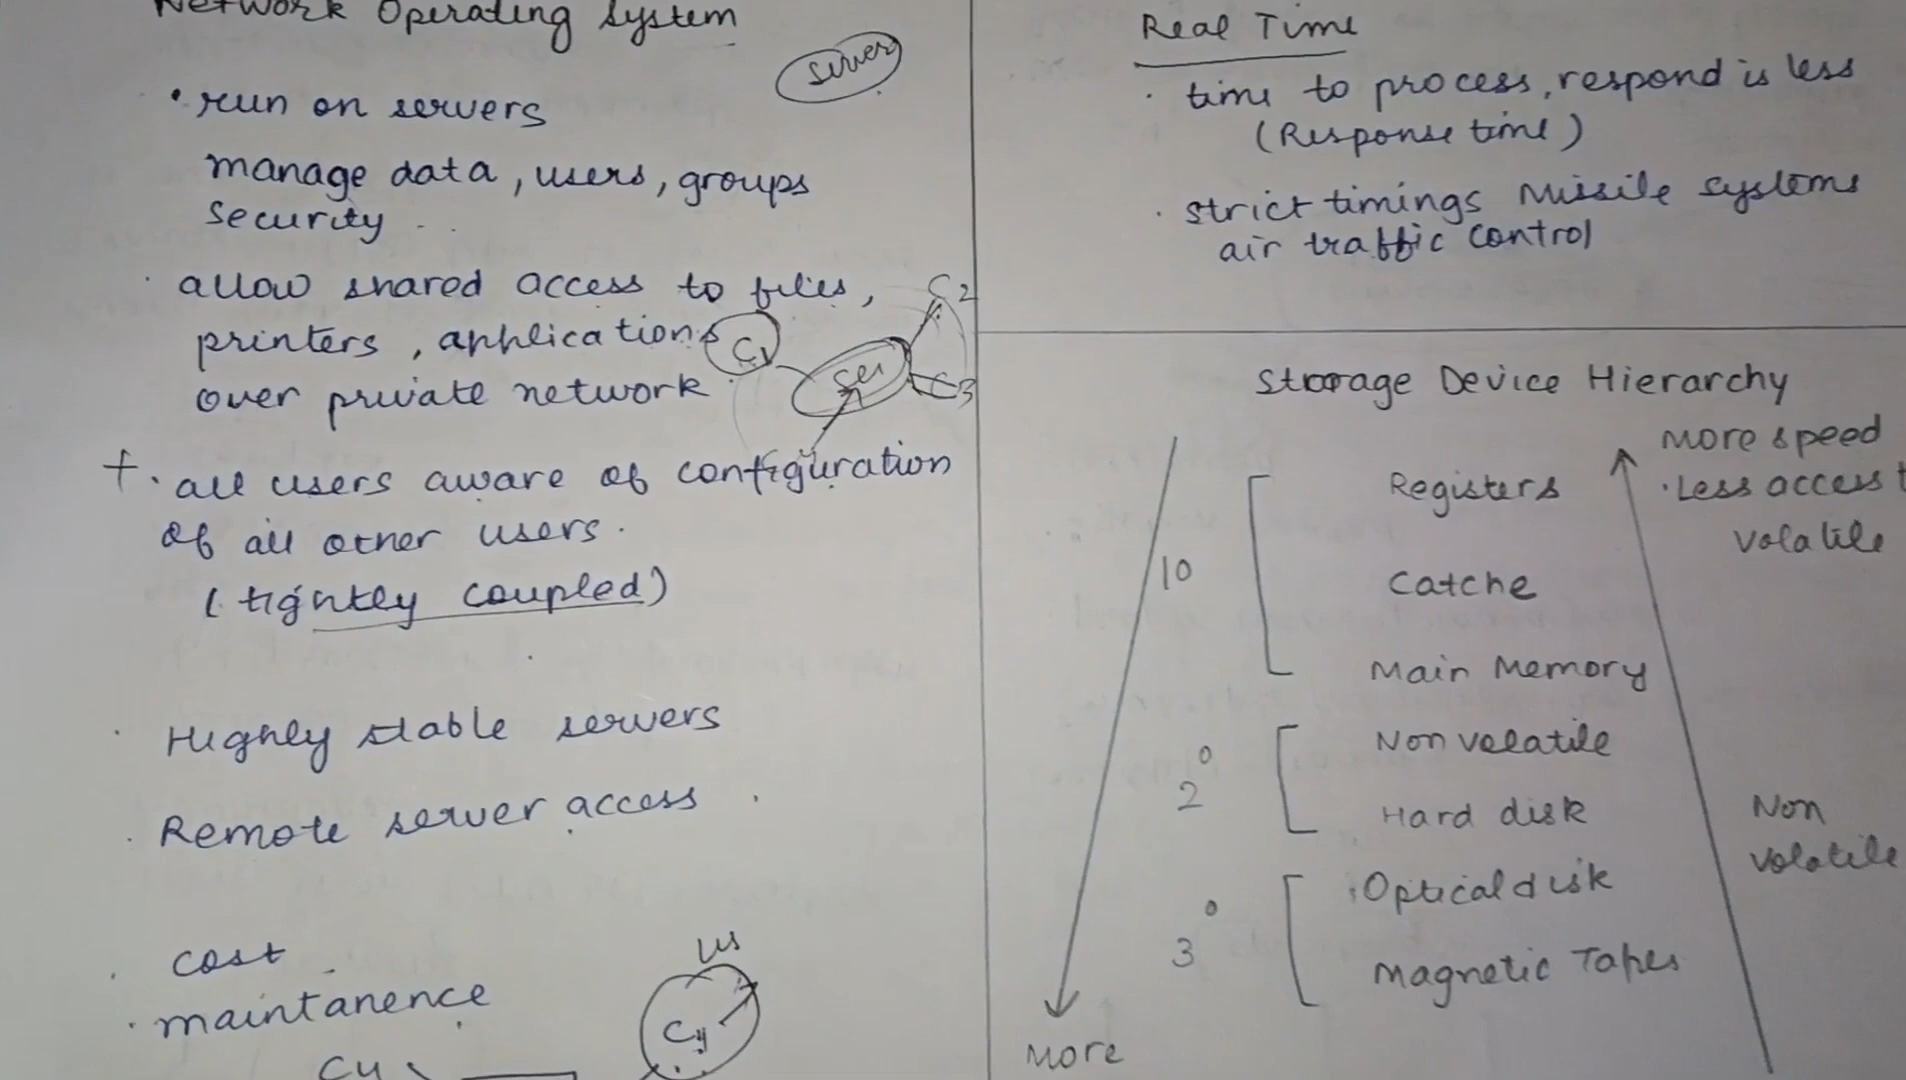 Network Operating System
server
• run on servers
manage data, users, groups
security ..
· allow shared access to files,
printers, applications
over private network
C1
Ser
C2
C3
+ · all users aware of configuration
of all other users.
(tightly coupled)
· Highly stable servers
· Remote server access
· cost
· maintanence
Real Time
· time to process, respond is less
(Response time)
· strict timings Missile systems
air traffic control
Storage Device Hierarchy
more speed
Registers
· Less access t
volatile
1°
Catche
Main Memory
2°
Non volatile
Hard disk
Non
volatile
3°
Optical disk
Magnetic Tapes
More